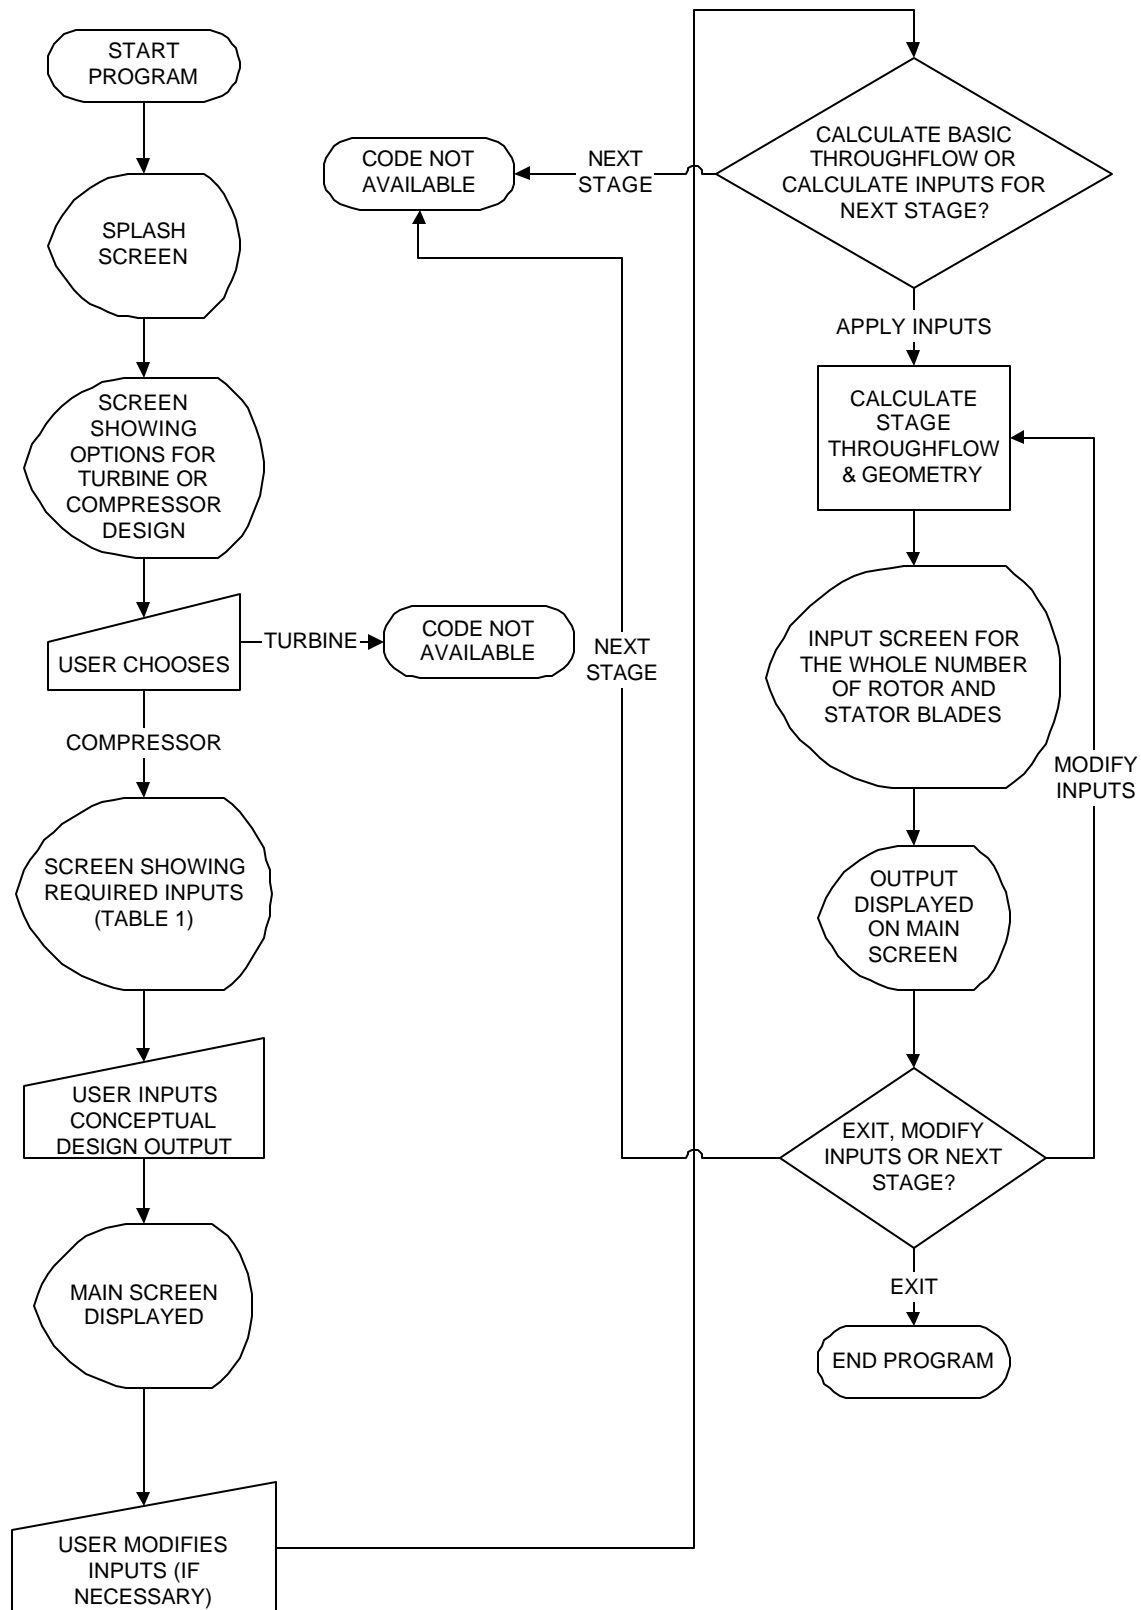 START
PROGRAM
SPLASH
SCREEN
SCREEN
SHOWING
OPTIONS FOR
TURBINE OR
COMPRESSOR
DESIGN
USER CHOOSES
TURBINE
CODE NOT
AVAILABLE
COMPRESSOR
SCREEN SHOWING
REQUIRED INPUTS
(TABLE 1)
USER INPUTS
CONCEPTUAL
DESIGN OUTPUT
MAIN SCREEN
DISPLAYED
USER MODIFIES
INPUTS (IF
NECESSARY)
CALCULATE BASIC
THROUGHFLOW OR
CALCULATE INPUTS FOR
NEXT STAGE?
NEXT
STAGE
CODE NOT
AVAILABLE
APPLY INPUTS
CALCULATE
STAGE
THROUGHFLOW
& GEOMETRY
INPUT SCREEN FOR
THE WHOLE NUMBER
OF ROTOR AND
STATOR BLADES
OUTPUT
DISPLAYED
ON MAIN
SCREEN
EXIT, MODIFY
INPUTS OR NEXT
STAGE?
MODIFY
INPUTS
NEXT
STAGE
EXIT
END PROGRAM